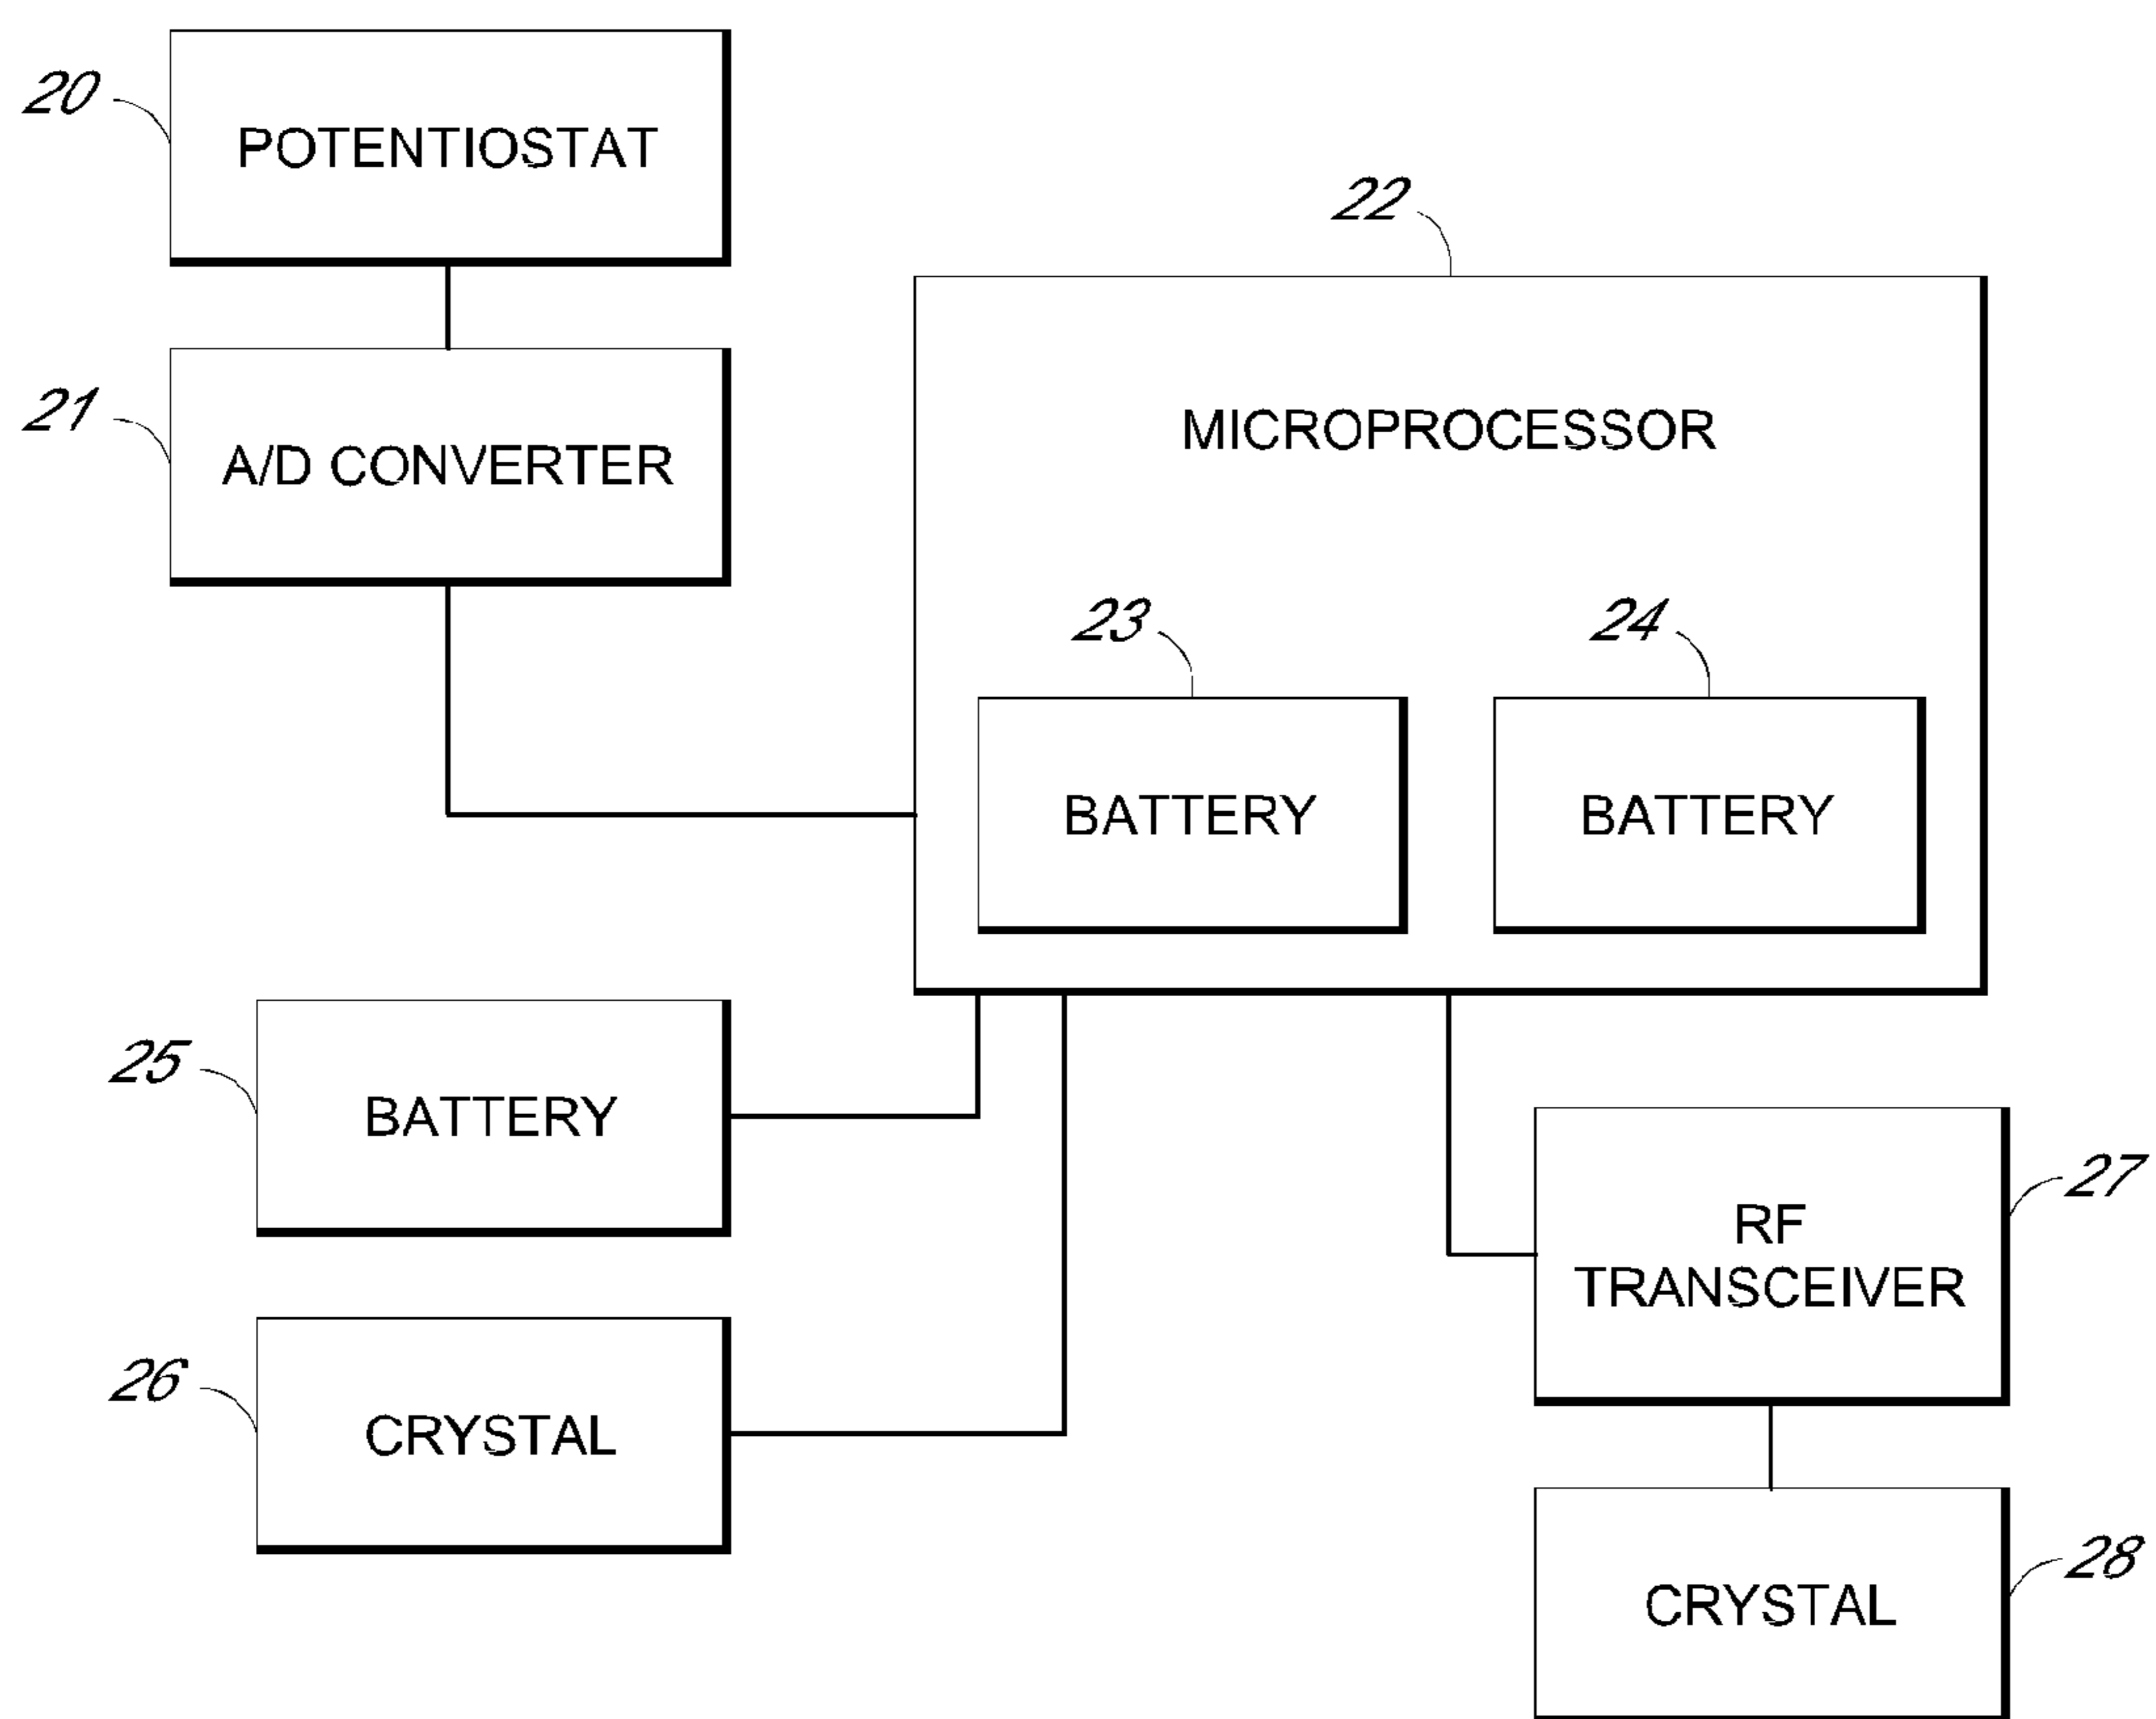 20
POTENTIOSTAT
22
21
A/D CONVERTER
MICROPROCESSOR
23
24
BATTERY
BATTERY
25
BATTERY
27
RF
TRANSCEIVER
26
CRYSTAL
28
CRYSTAL